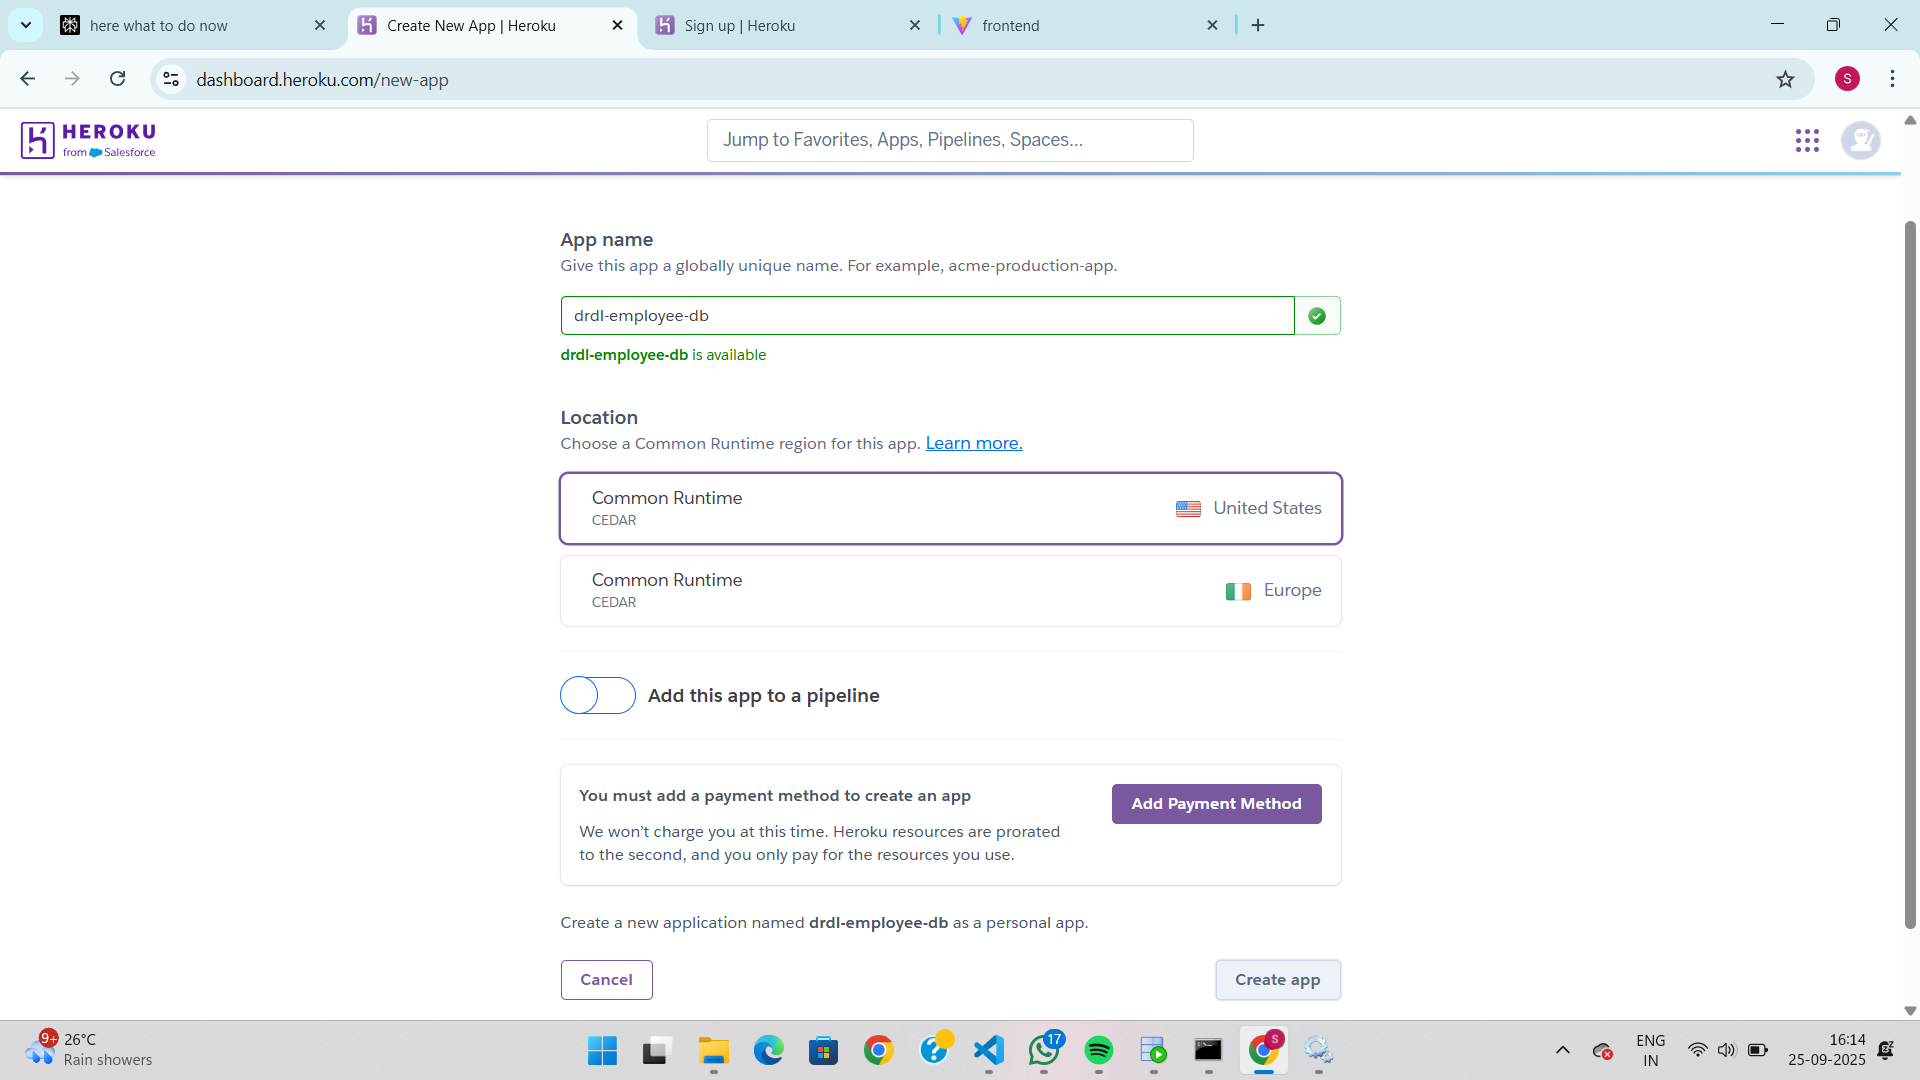 here what to do now
Create New App | Heroku
Sign up | Heroku
frontend
dashboard.heroku.com/new-app
S
HEROKU
from Salesforce
Jump to Favorites, Apps, Pipelines, Spaces...
App name
Give this app a globally unique name. For example, acme-production-app.
drdl-employee-db
drdl-employee-db is available
Location
Choose a Common Runtime region for this app. Learn more.
Common Runtime
CEDAR
United States
Common Runtime
CEDAR
Europe
Add this app to a pipeline
You must add a payment method to create an app
Add Payment Method
We won’t charge you at this time. Heroku resources are prorated
to the second, and you only pay for the resources you use.
Create a new application named drdl-employee-db as a personal app.
Cancel
Create app
9+
26°C
Rain showers
17
S
ENG
IN
16:14
25-09-2025